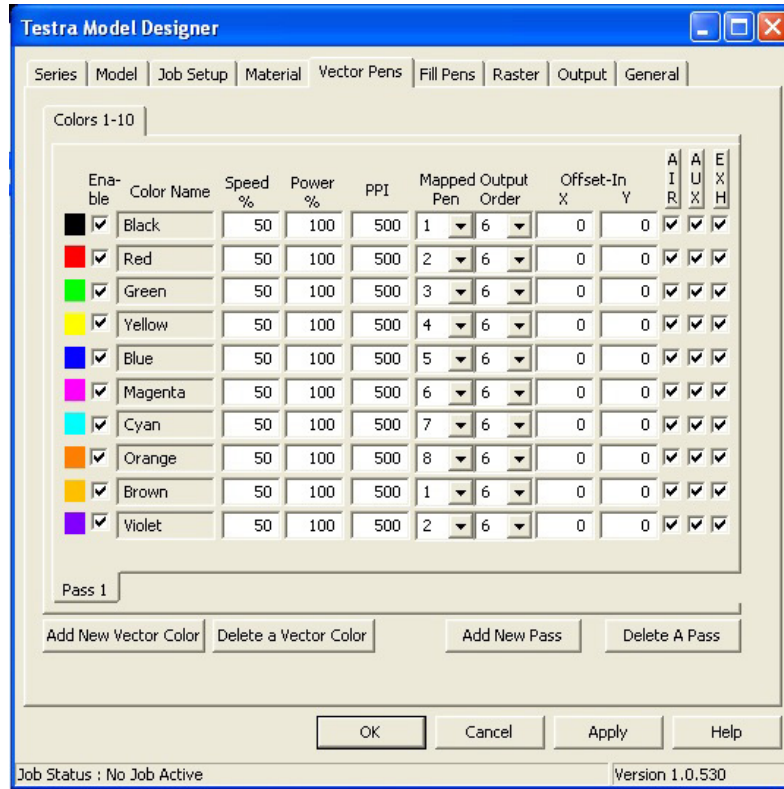 Testra Model Designer
Series Model Job Setup Material Vector Pens Fill Pens Raster Output General
Colors 1-10
Ena-ble Color Name Speed % Power % PPI Mapped Pen Output Order Offset-In X Y AIR AUX EXH
Black 50 100 500 1 6 0 0
Red 50 100 500 2 6 0 0
Green 50 100 500 3 6 0 0
Yellow 50 100 500 4 6 0 0
Blue 50 100 500 5 6 0 0
Magenta 50 100 500 6 6 0 0
Cyan 50 100 500 7 6 0 0
Orange 50 100 500 8 6 0 0
Brown 50 100 500 1 6 0 0
Violet 50 100 500 2 6 0 0
Pass 1
Add New Vector Color Delete a Vector Color Add New Pass Delete A Pass
OK Cancel Apply Help
Job Status : No Job Active Version 1.0.530